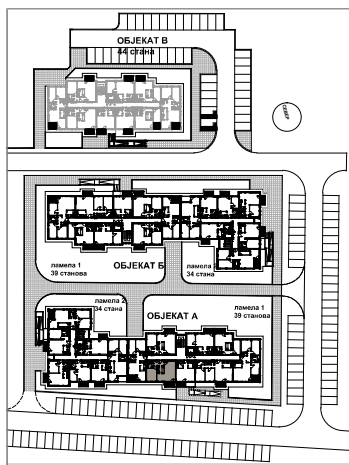 ОБЈЕКАТ В
44 стана
СЕВЕР
ламела 1
39 станова
ОБЈЕКАТ Б
ламела
34 стана
ламела 2
34 стана
ОБЈЕКАТ А
ламела 1
39 станова